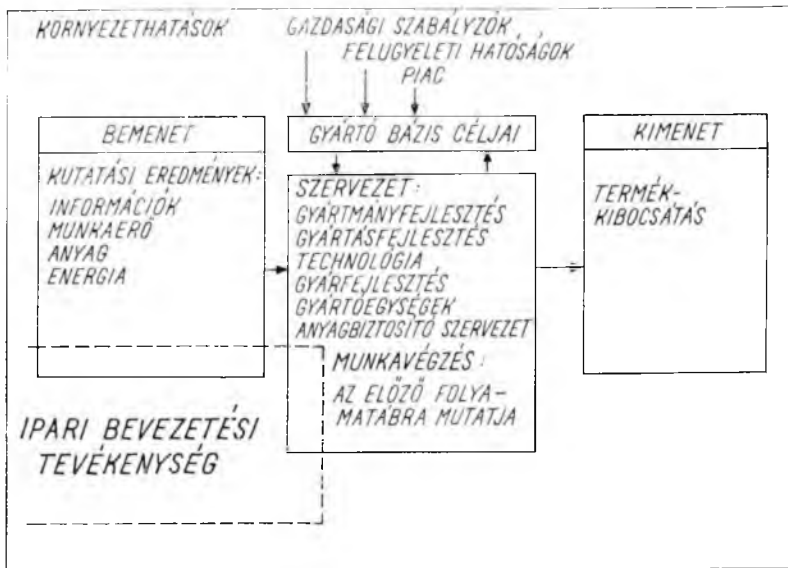 KÖRNYEZETHATÁSOK
GAZDASÁGI SZABÁLYZÓK,
FELÜGYELETI HATÓSÁGOK
PIAC
BEMENET
KUTATÁSI EREDMÉNYEK:
INFORMÁCIÓK
MUNKAERŐ
ANYAG
ENERGIA
GYÁRTÓ BÁZIS CÉLJAI
SZERVEZET:
GYÁRTMÁNYFEJLESZTÉS
GYÁRTÁSFEJLESZTÉS
TECHNOLÓGIA
GYÁRFEJLESZTÉS
GYÁRTÓEGYSÉGEK
ANYAGBIZTOSÍTÓ SZERVEZET
MUNKAVÉGZÉS:
AZ ELŐZŐ FOLYA-
MATÁBRA MUTATJA
KIMENET
TERMÉK-
KIBOCSÁTÁS
IPARI BEVEZETÉSI
TEVÉKENYSÉG